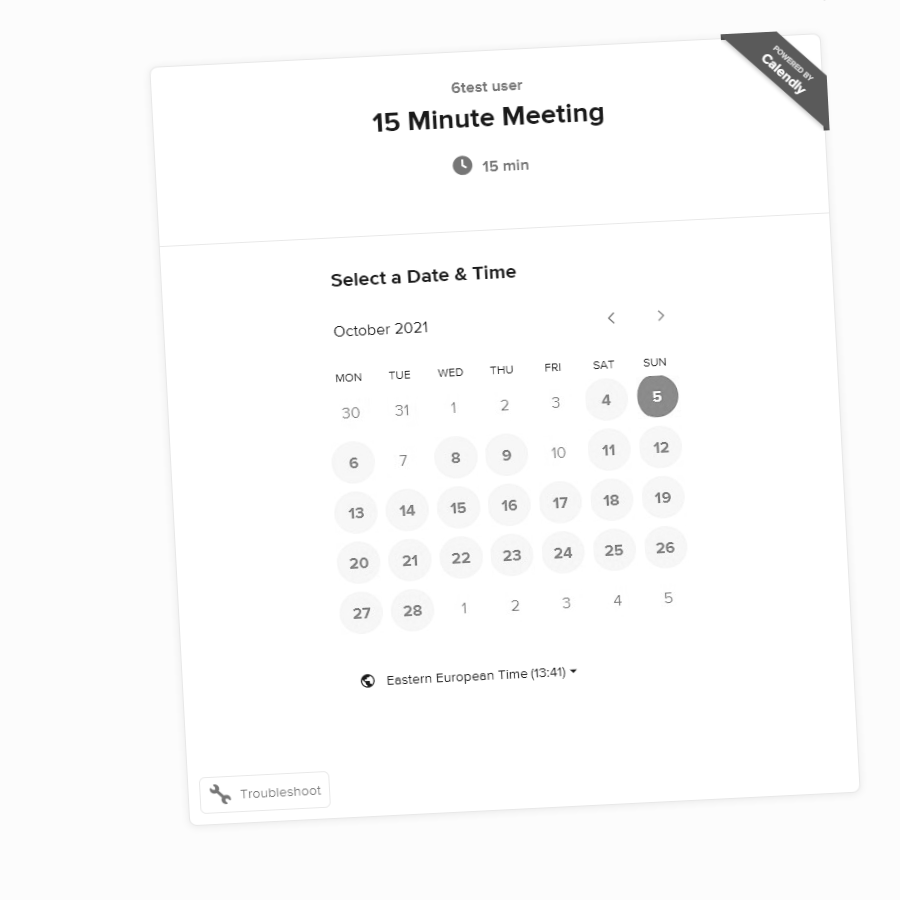 POWERED BY
Calendly
6test user
15 Minute Meeting
15 min
Select a Date & Time
October 2021
MON TUE WED THU FRI SAT SUN
30 31 1 2 3 4 5
6 7 8 9 10 11 12
13 14 15 16 17 18 19
20 21 22 23 24 25 26
27 28 1 2 3 4 5
Eastern European Time (13:41)
Troubleshoot